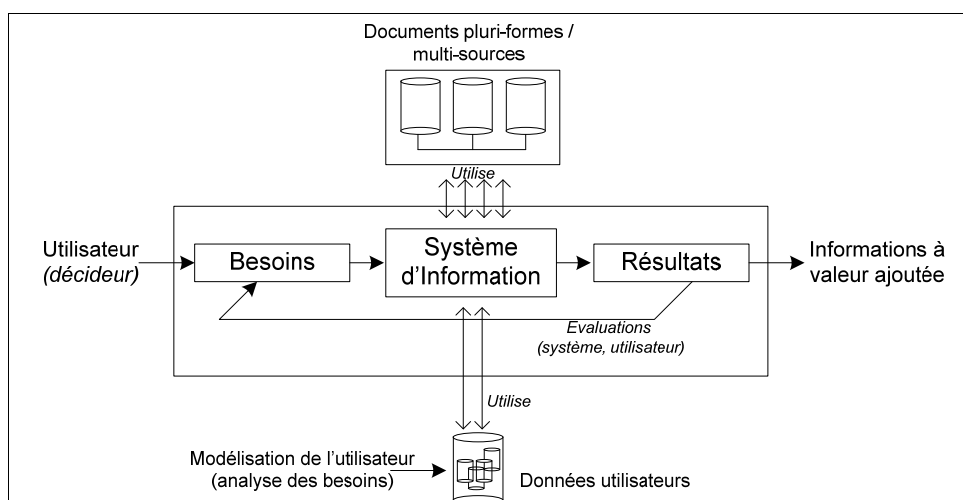 Documents pluri-formes /
multi-sources
Utilise
Utilisateur
(décideur)
Besoins
Système
d'Information
Résultats
Informations à
valeur ajoutée
Evaluations
(système, utilisateur)
Utilise
Modélisation de l'utilisateur
(analyse des besoins)
Données utilisateurs